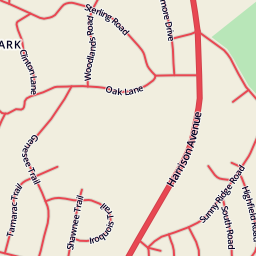 Sterling Road
more Drive
ARK
Clinton Lane
Woodlands Road
Oak Lane
Harrison Avenue
Genesee Trail
Tamarac Trail
Shawnee Trail
Iroquois
Trail
Sunny Ridge Road
Highfield Road
South Road